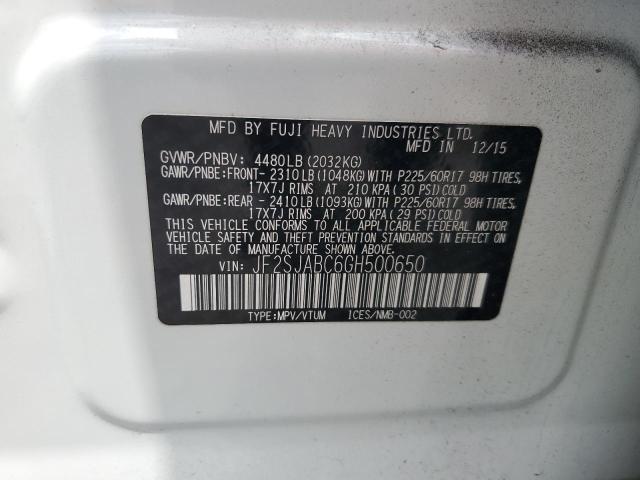 MFD BY FUJI HEAVY INDUSTRIES LTD.
MFD IN 12/15
GVWR/PNBV: 4480LB(2032KG)
GAWR/PNBE:FRONT- 2310LB(1048KG)WITH P225/60R17 98H TIRES,
17X7J RIMS AT 210 KPA(30 PSI)COLD
GAWR/PNBE:REAR - 2410LB(1093KG)WITH P225/60R17 98H TIRES,
17X7J RIMS AT 200 KPA(29 PSI)COLD
THIS VEHICLE CONFORMS TO ALL APPLICABLE FEDERAL MOTOR
VEHICLE SAFETY AND THEFT PREVENTION STANDARDS IN EFFECT ON
THE DATE OF MANUFACTURE SHOWN ABOVE.
VIN: JF2SJABC6GH500650
TYPE:MPV/VTUM ICES/NMB-002